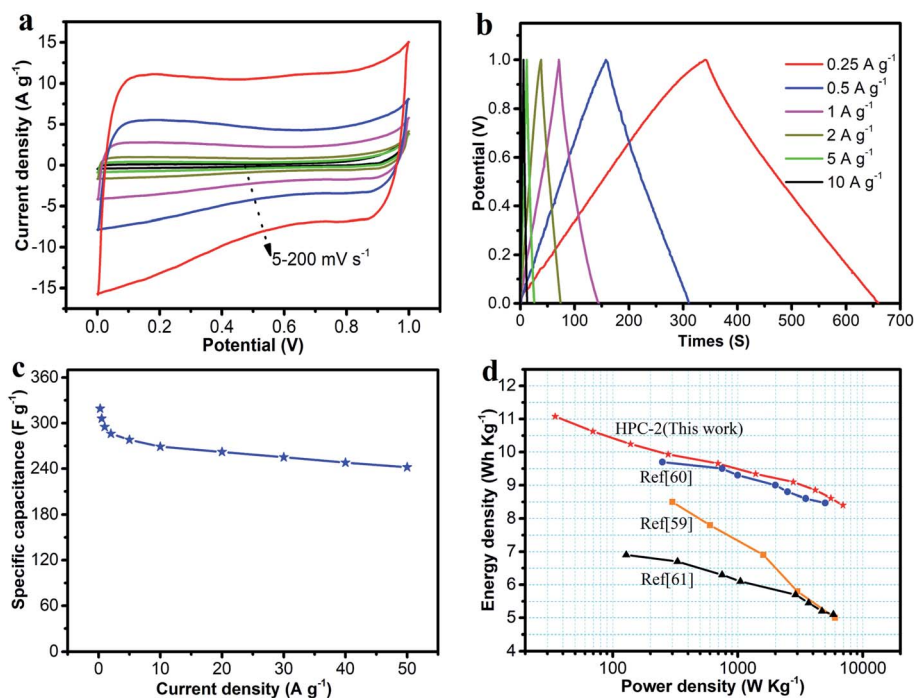 a
15
10
5
0
-5
-10
-15
Current density (A g⁻¹)
5-200 mV s⁻¹
0.0 0.2 0.4 0.6 0.8 1.0
Potential (V)
b
1.0
0.8
0.6
0.4
0.2
0.0
Potential (V)
0.25 A g⁻¹
0.5 A g⁻¹
1 A g⁻¹
2 A g⁻¹
5 A g⁻¹
10 A g⁻¹
0 100 200 300 400 500 600 700
Times (S)
c
360
300
240
180
120
60
0
Specific capacitance (F g⁻¹)
0 10 20 30 40 50
Current density (A g⁻¹)
d
12
11
10
9
8
7
6
5
4
Energy density (Wh Kg⁻¹)
HPC-2(This work)
Ref[60]
Ref[59]
Ref[61]
100 1000 10000
Power density (W Kg⁻¹)